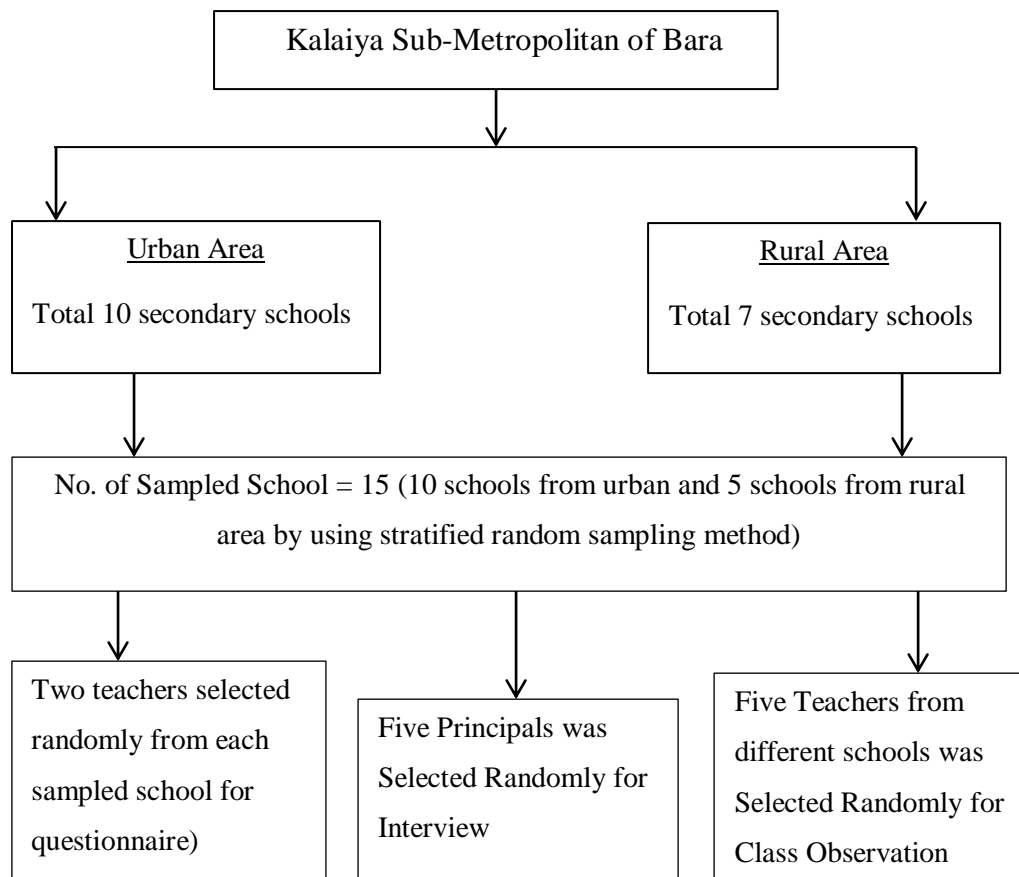 Kalaiya Sub-Metropolitan of Bara
Urban Area
Total 10 secondary schools
Rural Area
Total 7 secondary schools
No. of Sampled School = 15 (10 schools from urban and 5 schools from rural
area by using stratified random sampling method)
Two teachers selected
randomly from each
sampled school for
questionnaire)
Five Principals was
Selected Randomly for
Interview
Five Teachers from
different schools was
Selected Randomly for
Class Observation